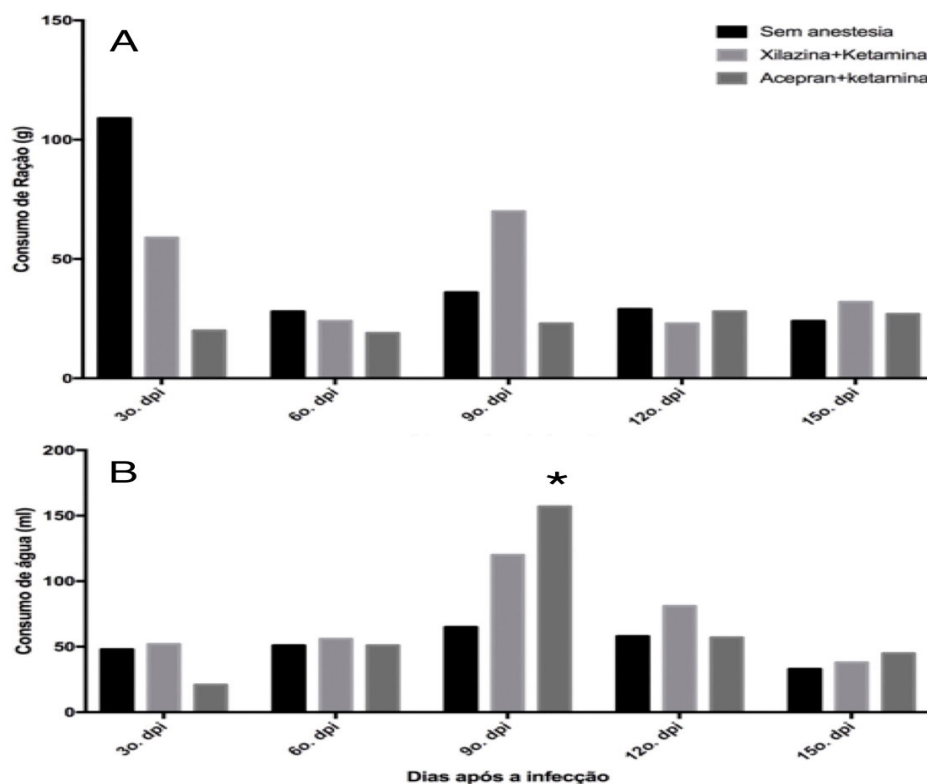 A
Sem anestesia
Xilazina+Ketamina
Acepran+ketamina
Consumo de Ração (g)
150
100
50
0
3o. dpi
6o. dpi
9o. dpi
12o. dpi
15o. dpi
B
*
Consumo de água (ml)
200
150
100
50
0
3o. dpi
6o. dpi
9o. dpi
12o. dpi
15o. dpi
Dias após a infecção